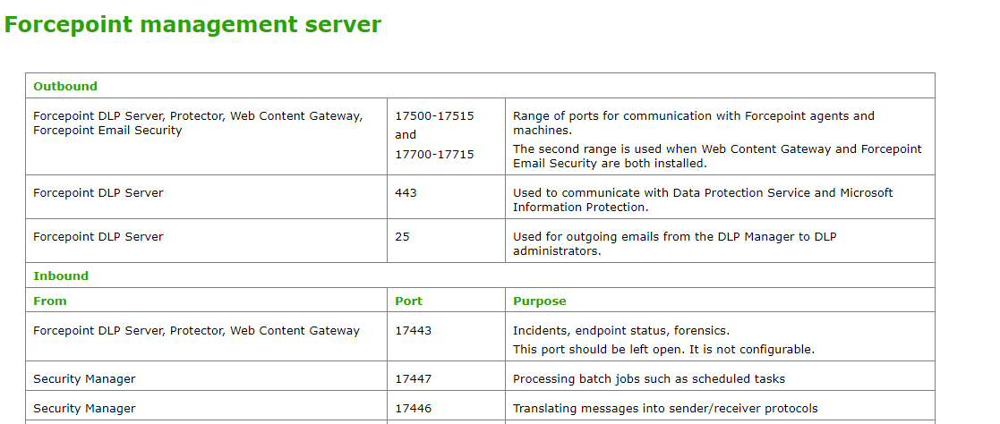 Forcepoint management server
Outbound
Forcepoint DLP Server, Protector, Web Content Gateway,
Forcepoint Email Security
17500-17515
and
17700-17715
Range of ports for communication with Forcepoint agents and
machines.
The second range is used when Web Content Gateway and Forcepoint
Email Security are both installed.
Forcepoint DLP Server
443
Used to communicate with Data Protection Service and Microsoft
Information Protection.
Forcepoint DLP Server
25
Used for outgoing emails from the DLP Manager to DLP
administrators.
Inbound
From
Port
Purpose
Forcepoint DLP Server, Protector, Web Content Gateway
17443
Incidents, endpoint status, forensics.
This port should be left open. It is not configurable.
Security Manager
17447
Processing batch jobs such as scheduled tasks
Security Manager
17446
Translating messages into sender/receiver protocols